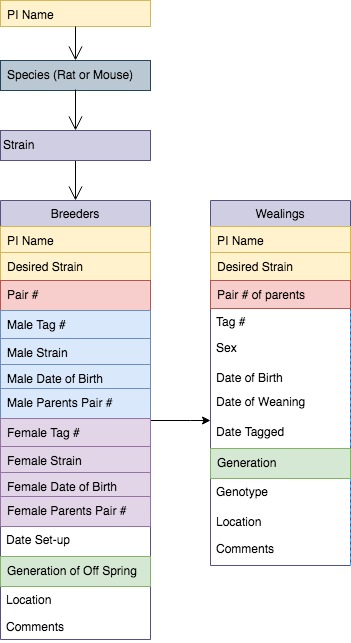 PI Name
Species (Rat or Mouse)
Strain
Breeders
PI Name
Desired Strain
Pair #
Male Tag #
Male Strain
Male Date of Birth
Male Parents Pair #
Female Tag #
Female Strain
Female Date of Birth
Female Parents Pair #
Date Set-up
Generation of Off Spring
Location
Comments
Wealings
PI Name
Desired Strain
Pair # of parents
Tag #
Sex
Date of Birth
Date of Weaning
Date Tagged
Generation
Genotype
Location
Comments